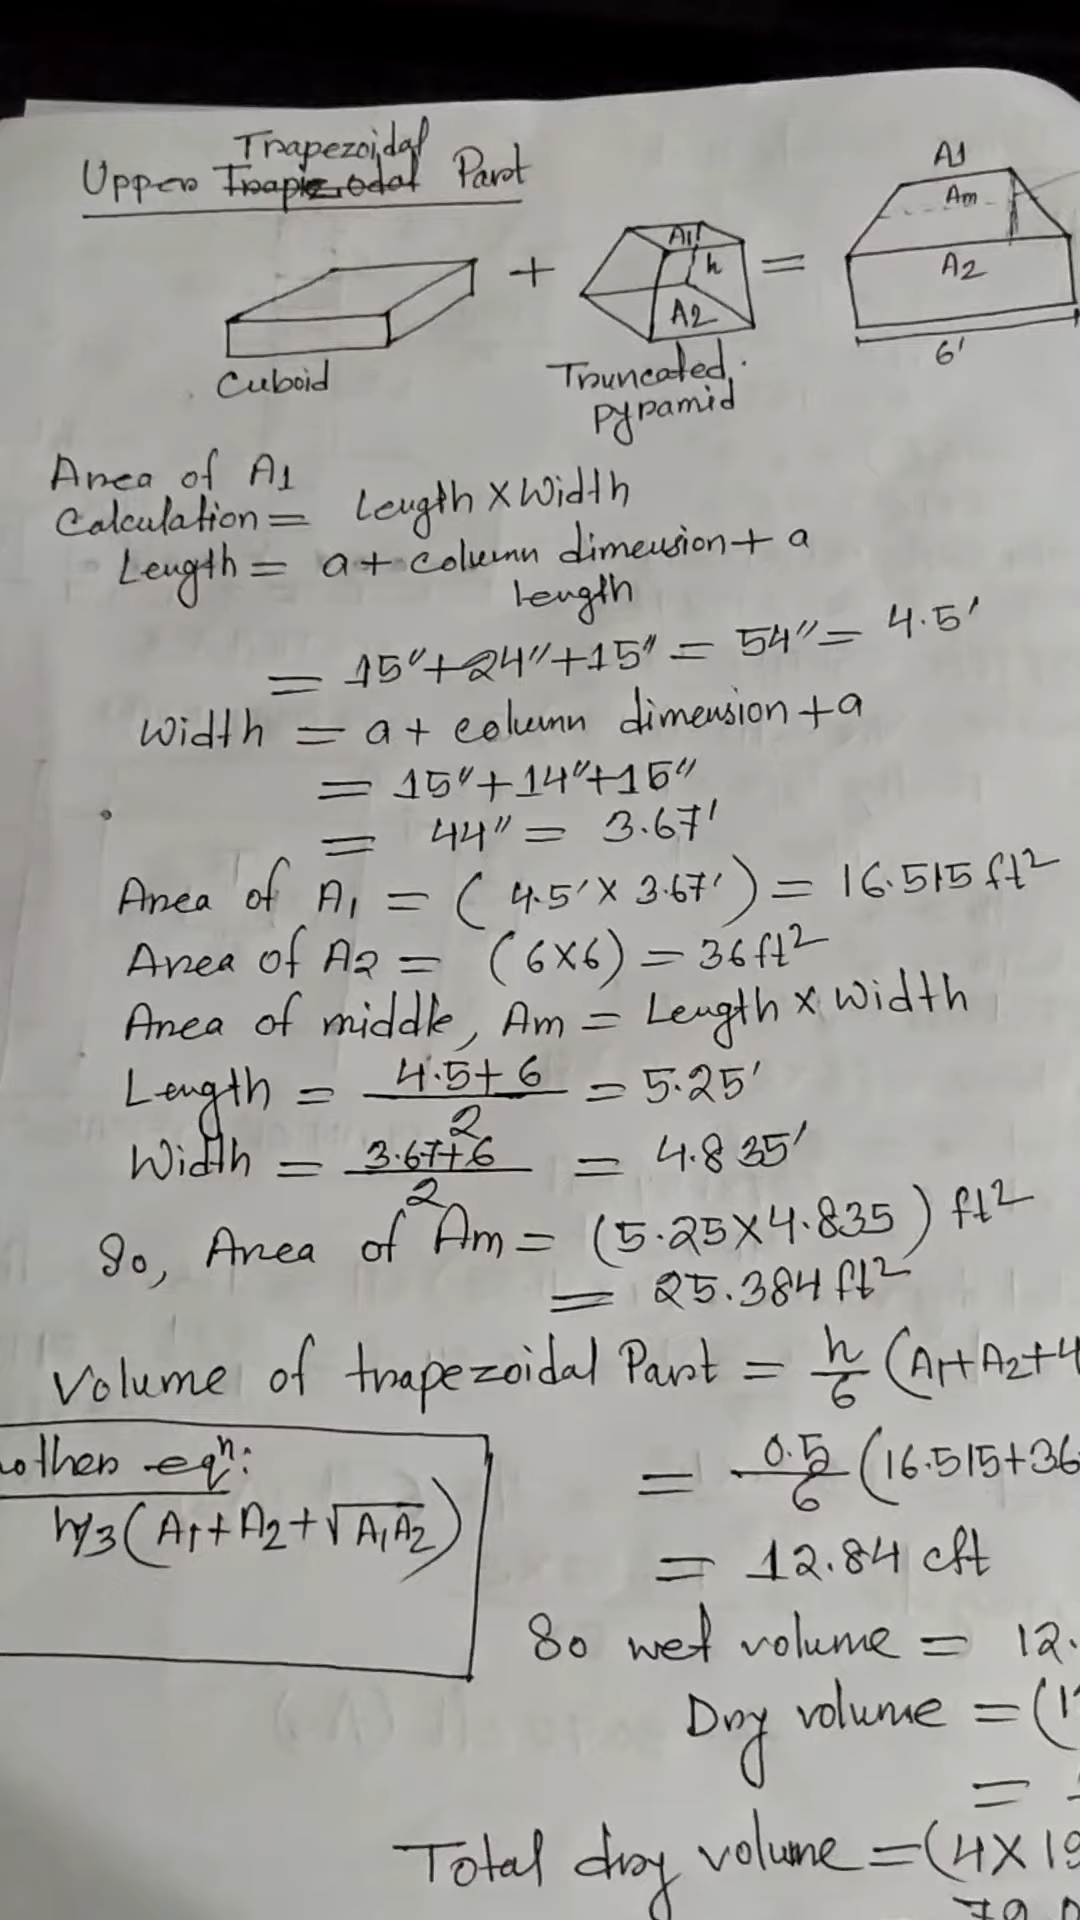 Trapezoidal
Upper Part
A1
Am
A2
6'
A1
h
A2
+
=
Cuboid
Truncated
pyramid
Area of A1
Calculation = Length X Width
Length = a + column dimension + a
length
= 15" + 24" + 15" = 54" = 4.5'
Width = a + column dimension + a
= 15" + 14" + 15"
= 44" = 3.67'
Area of A1 = (4.5' X 3.67') = 16.515 ft²
Area of A2 = (6X6) = 36 ft²
Area of middle, Am = Length x Width
Length = 4.5+6/2 = 5.25'
Width = 3.67+6/2 = 4.835'
So, Area of Am = (5.25X4.835) ft²
= 25.384 ft²
Volume of trapezoidal Part = h/6 (A1+A2+4
= 0.5/6 (16.515+36
= 12.84 cft
other eqⁿ:
h/3 (A1 + A2 + √A1A2)
So wet volume = 12.
Dry volume = (1
=
Total dry volume = (4X19